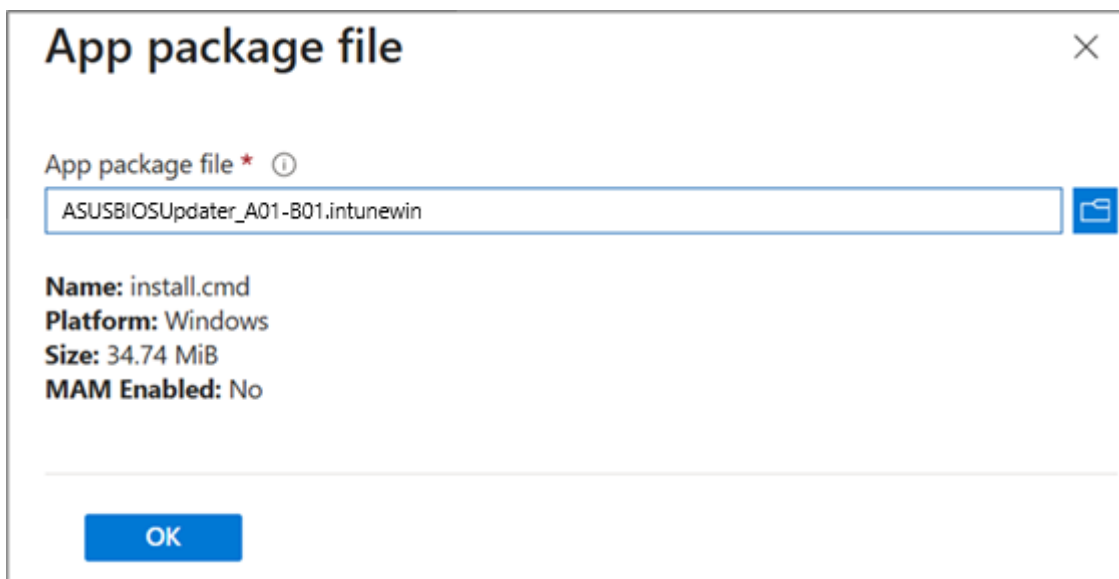 App package file
App package file *
ASUSBIOSUpdater_A01-B01.intunewin
Name: install.cmd
Platform: Windows
Size: 34.74 MiB
MAM Enabled: No
OK